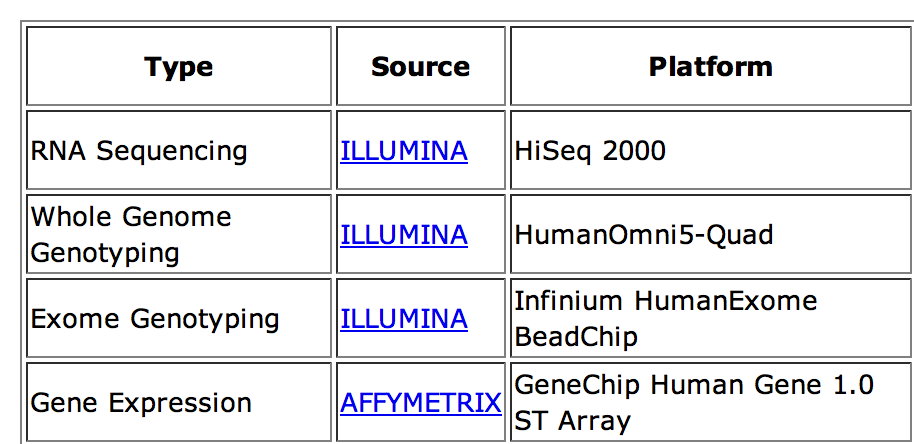 Type Source Platform
RNA Sequencing ILLUMINA HiSeq 2000
Whole Genome
Genotyping
ILLUMINA HumanOmni5-Quad
Exome Genotyping ILLUMINA
Infinium HumanExome
BeadChip
Gene Expression AFFYMETRIX
GeneChip Human Gene 1.0
ST Array